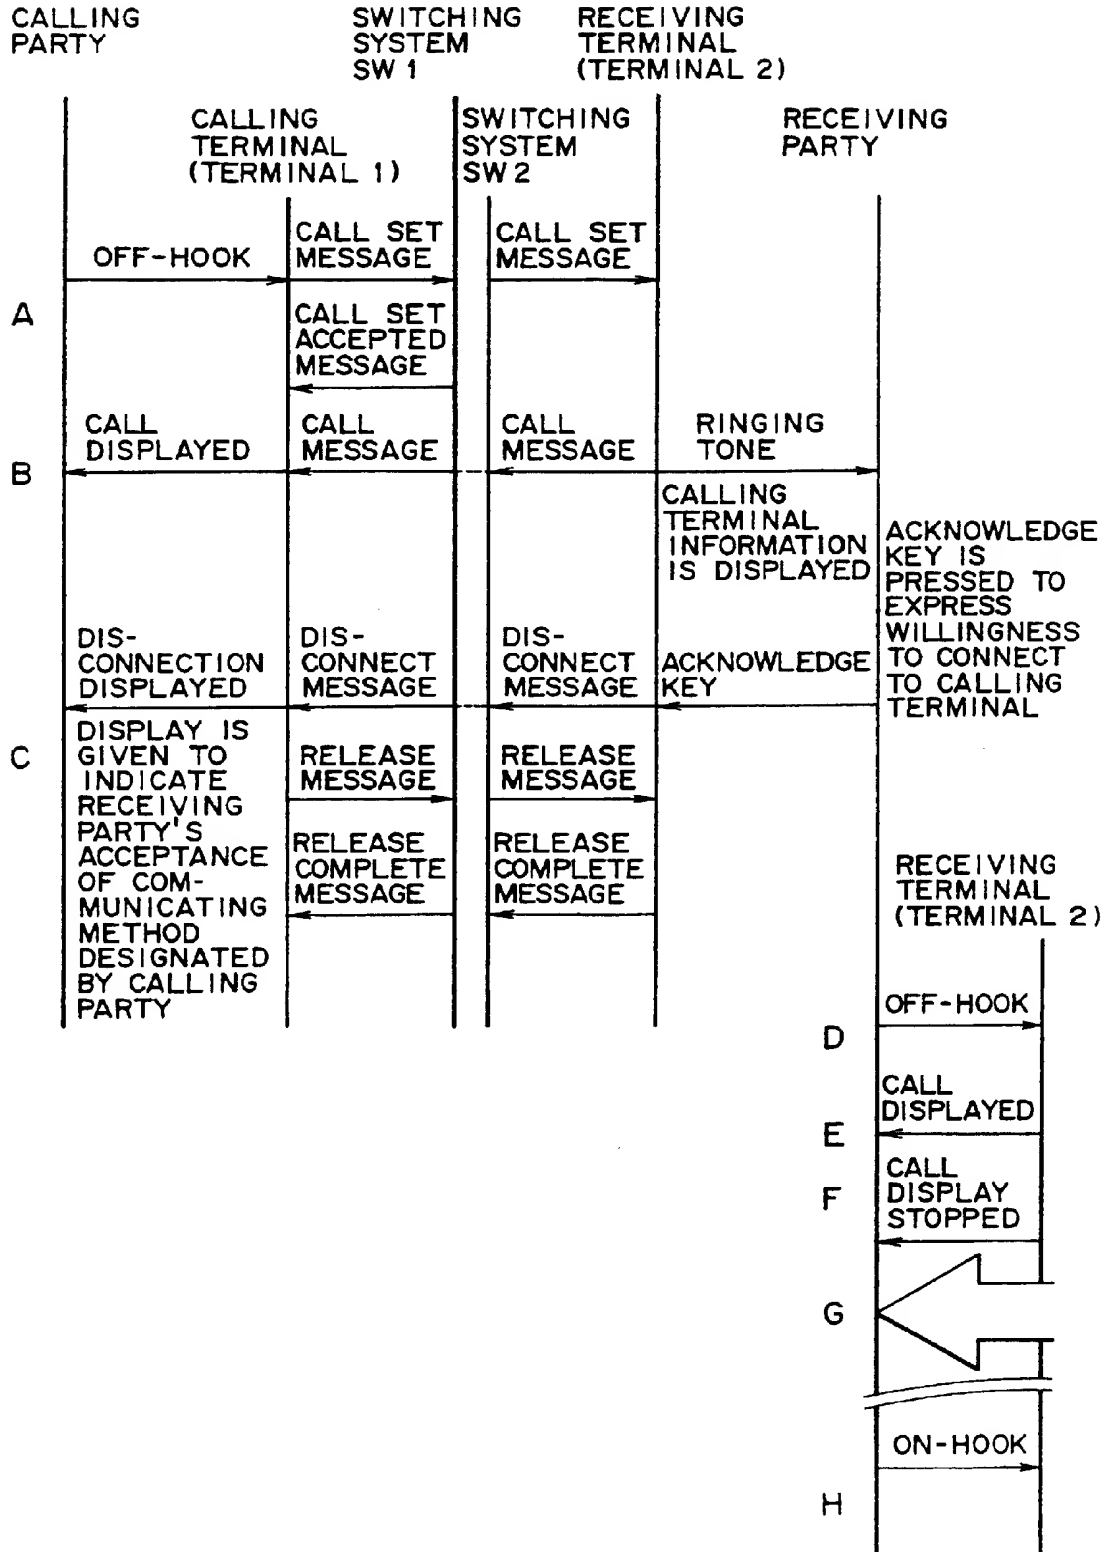 CALLING
PARTY
SWITCHING
SYSTEM
SW 1
RECEIVING
TERMINAL
(TERMINAL 2)
CALLING
TERMINAL
(TERMINAL 1)
SWITCHING
SYSTEM
SW 2
RECEIVING
PARTY
OFF-HOOK
CALL SET
MESSAGE
CALL SET
MESSAGE
A
CALL SET
ACCEPTED
MESSAGE
CALL
DISPLAYED
CALL
MESSAGE
CALL
MESSAGE
RINGING
TONE
B
CALLING
TERMINAL
INFORMATION
IS DISPLAYED
ACKNOWLEDGE
KEY IS
PRESSED TO
EXPRESS
WILLINGNESS
TO CONNECT
TO CALLING
TERMINAL
DIS-
CONNECTION
DISPLAYED
DIS-
CONNECT
MESSAGE
DIS-
CONNECT
MESSAGE
ACKNOWLEDGE
KEY
C
DISPLAY IS
GIVEN TO
INDICATE
RECEIVING
PARTY'S
ACCEPTANCE
OF COM-
MUNICATING
METHOD
DESIGNATED
BY CALLING
PARTY
RELEASE
MESSAGE
RELEASE
MESSAGE
RELEASE
COMPLETE
MESSAGE
RELEASE
COMPLETE
MESSAGE
RECEIVING
TERMINAL
(TERMINAL 2)
OFF-HOOK
D
CALL
DISPLAYED
E
CALL
DISPLAY
STOPPED
F
G
ON-HOOK
H